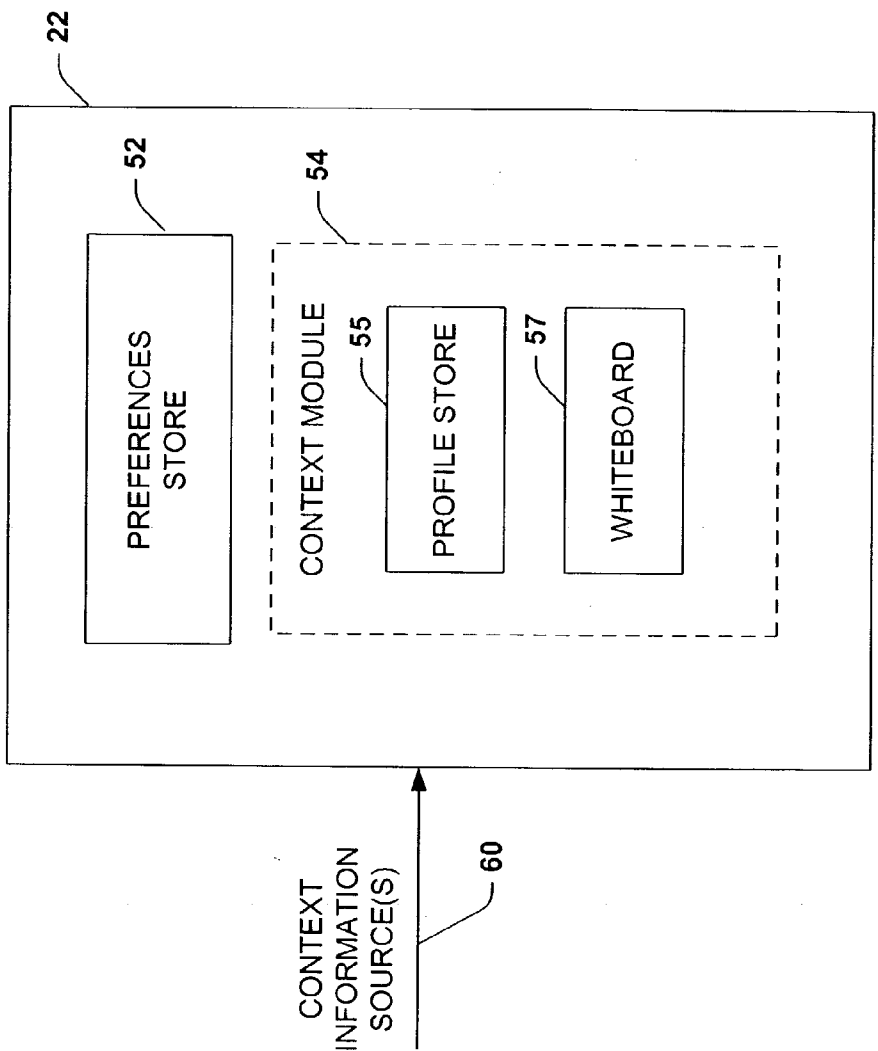 22
52
PREFERENCES
STORE
54
CONTEXT MODULE
55
PROFILE STORE
57
WHITEBOARD
CONTEXT
INFORMATION
SOURCE(S)
60